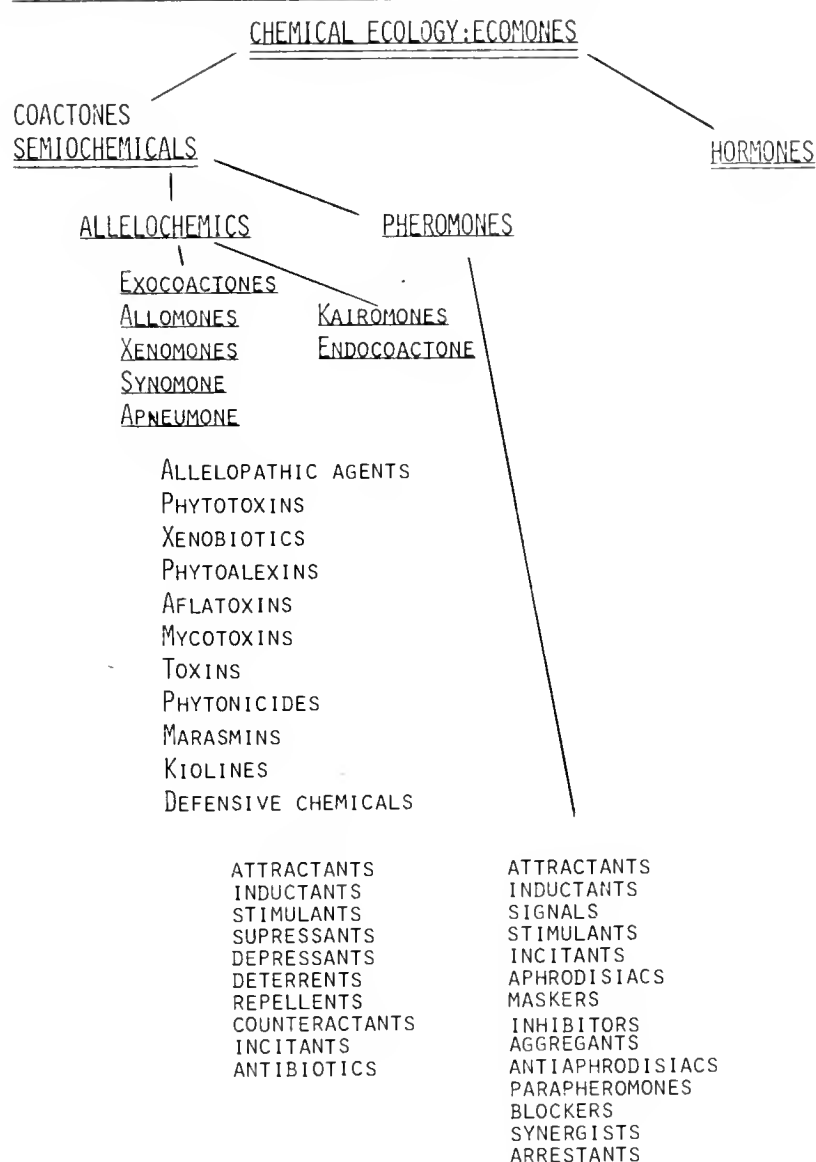 CHEMICAL ECOLOGY:ECOMONES
COACTONES
SEMIOCHEMICALS
HORMONES
ALLELOCHEMICS
PHEROMONES
EXOCOACTONES
ALLOMONES
KAIROMONES
XENOMONES
ENDOCOACTONE
SYNOMONE
APNEUMONE
ALLELOPATHIC AGENTS
PHYTOTOXINS
XENOBIOTICS
PHYTOALEXINS
AFLATOXINS
MYCOTOXINS
TOXINS
PHYTONICIDES
MARASMINS
KIOLINES
DEFENSIVE CHEMICALS
ATTRACTANTS
INDUCTANTS
STIMULANTS
SUPRESSANTS
DEPRESSANTS
DETERRENTS
REPELLENTS
COUNTERACTANTS
INCITANTS
ANTIBIOTICS
ATTRACTANTS
INDUCTANTS
SIGNALS
STIMULANTS
INCITANTS
APHRODISIACS
MASKERS
INHIBITORS
AGGREGANTS
ANTIAPHRODISIACS
PARAPHEROMONES
BLOCKERS
SYNERGISTS
ARRESTANTS